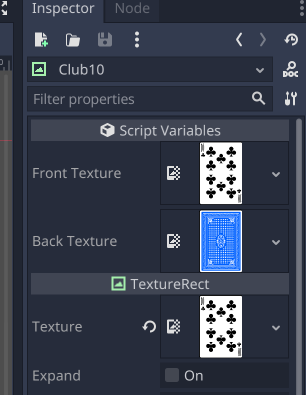 Inspector Node
DOC
Club10
Filter properties
Script Variables
Front Texture
Back Texture
TextureRect
Texture
Expand On